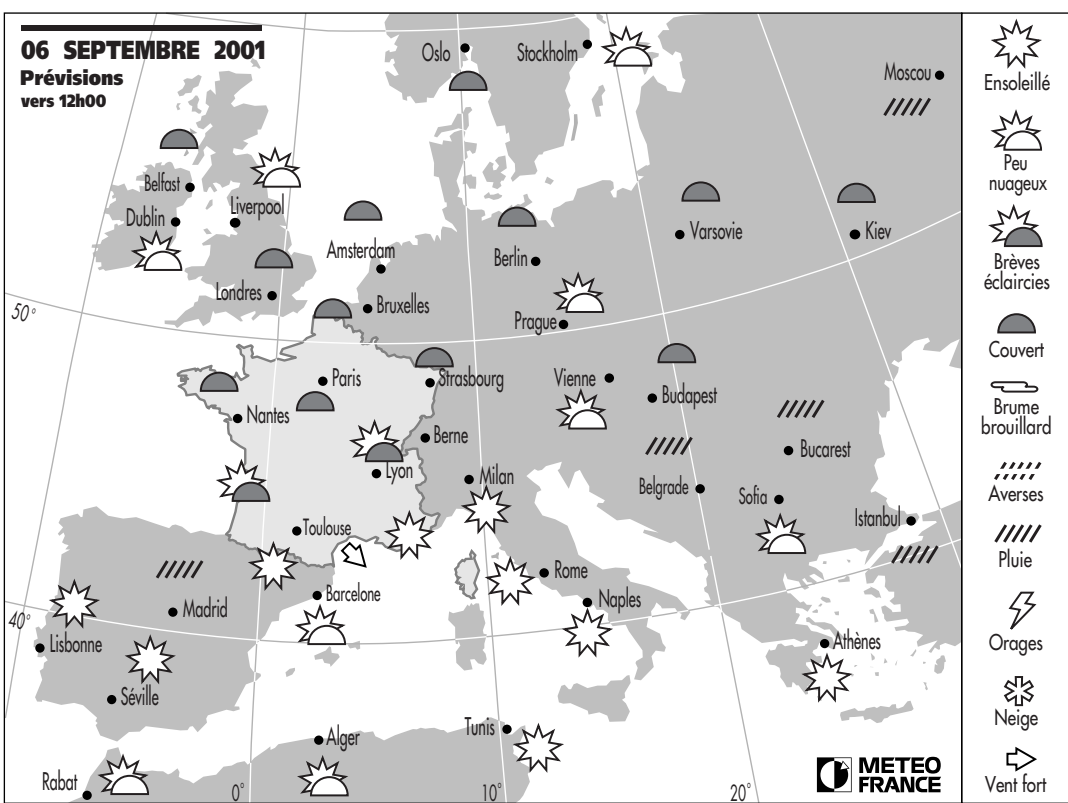 06 SEPTEMBRE 2001
Prévisions
vers 12h00
Oslo
Stockholm
Moscou
Belfast
Dublin
Liverpool
Amsterdam
Berlin
Varsovie
Kiev
Londres
Bruxelles
Prague
50°
Paris
Strasbourg
Vienne
Budapest
Nantes
Berne
Bucarest
Lyon
Milan
Belgrade
Sofia
Istanbul
Toulouse
Rome
Barcelone
Naples
Madrid
40°
Lisbonne
Athènes
Séville
Tunis
Alger
Rabat
0°
10°
20°
METEO
FRANCE
Ensoleillé
Peu
nuageux
Brèves
éclaircies
Couvert
Brume
brouillard
Averses
Pluie
Orages
Neige
Vent fort